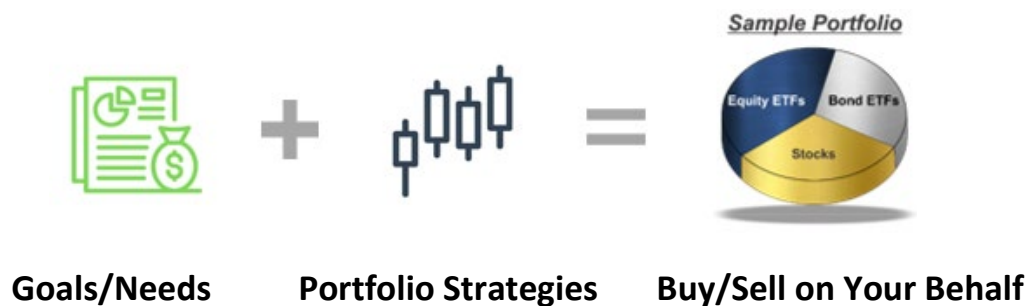 Sample Portfolio
Equity ETFs
Bond ETFs
$
Stocks
Goals/Needs
Portfolio Strategies
Buy/Sell on Your Behalf